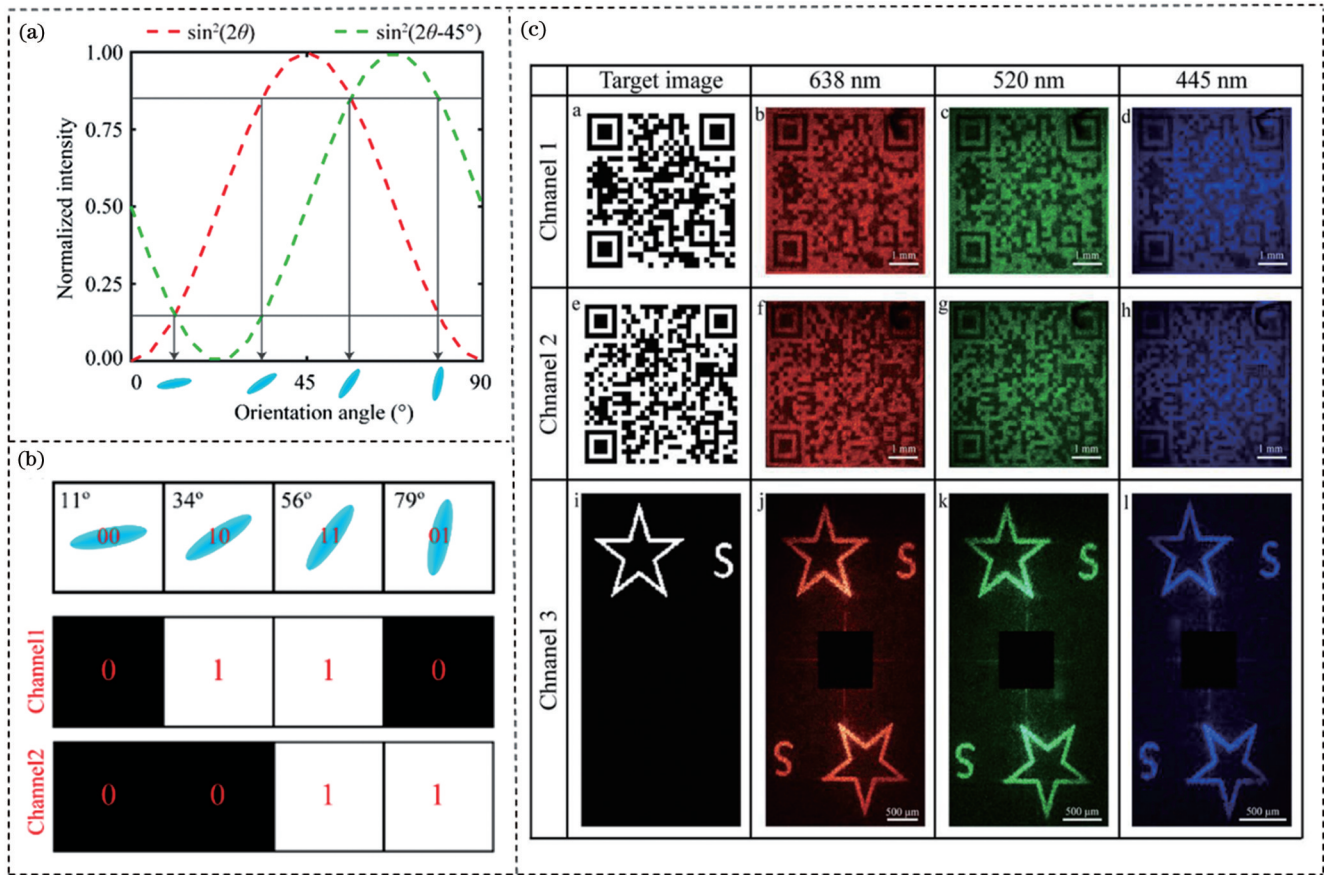 (a)
sin²(2θ) sin²(2θ-45°)
1.00
0.75
0.50
0.25
0.00
Normalized intensity
0 45 90
Orientation angle (°)
(b)
11° 34° 56° 79°
00 10 11 01
Channel1
0 1 1 0
Channel2
0 0 1 1
(c)
Target image 638 nm 520 nm 445 nm
Chnanel 1
a b c d
1 mm 1 mm 1 mm
Chnanel 2
e f g h
1 mm 1 mm 1 mm
Chnanel 3
i j k l
S S S S
S S S
500 μm 500 μm 500 μm